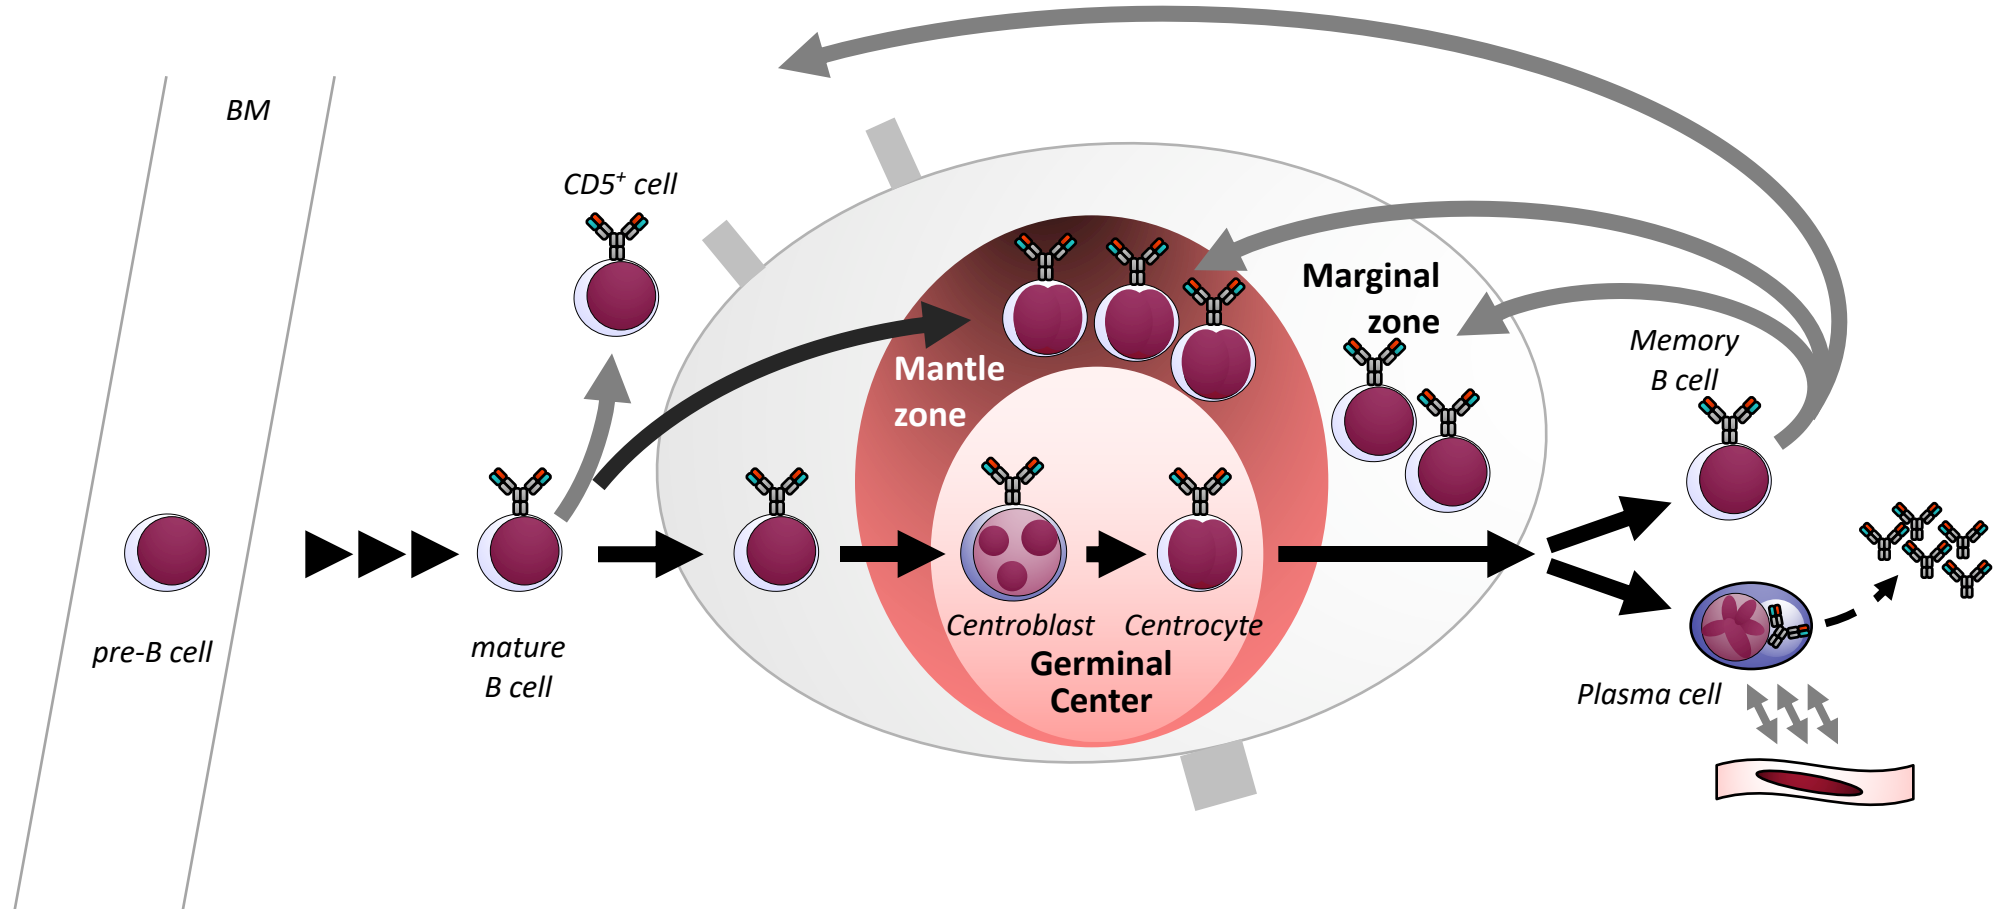 BM
CD5⁺ cell
Marginal
zone
Memory
B cell
Mantle
zone
Centroblast
Centrocyte
Germinal
Center
pre-B cell
mature
B cell
Plasma cell